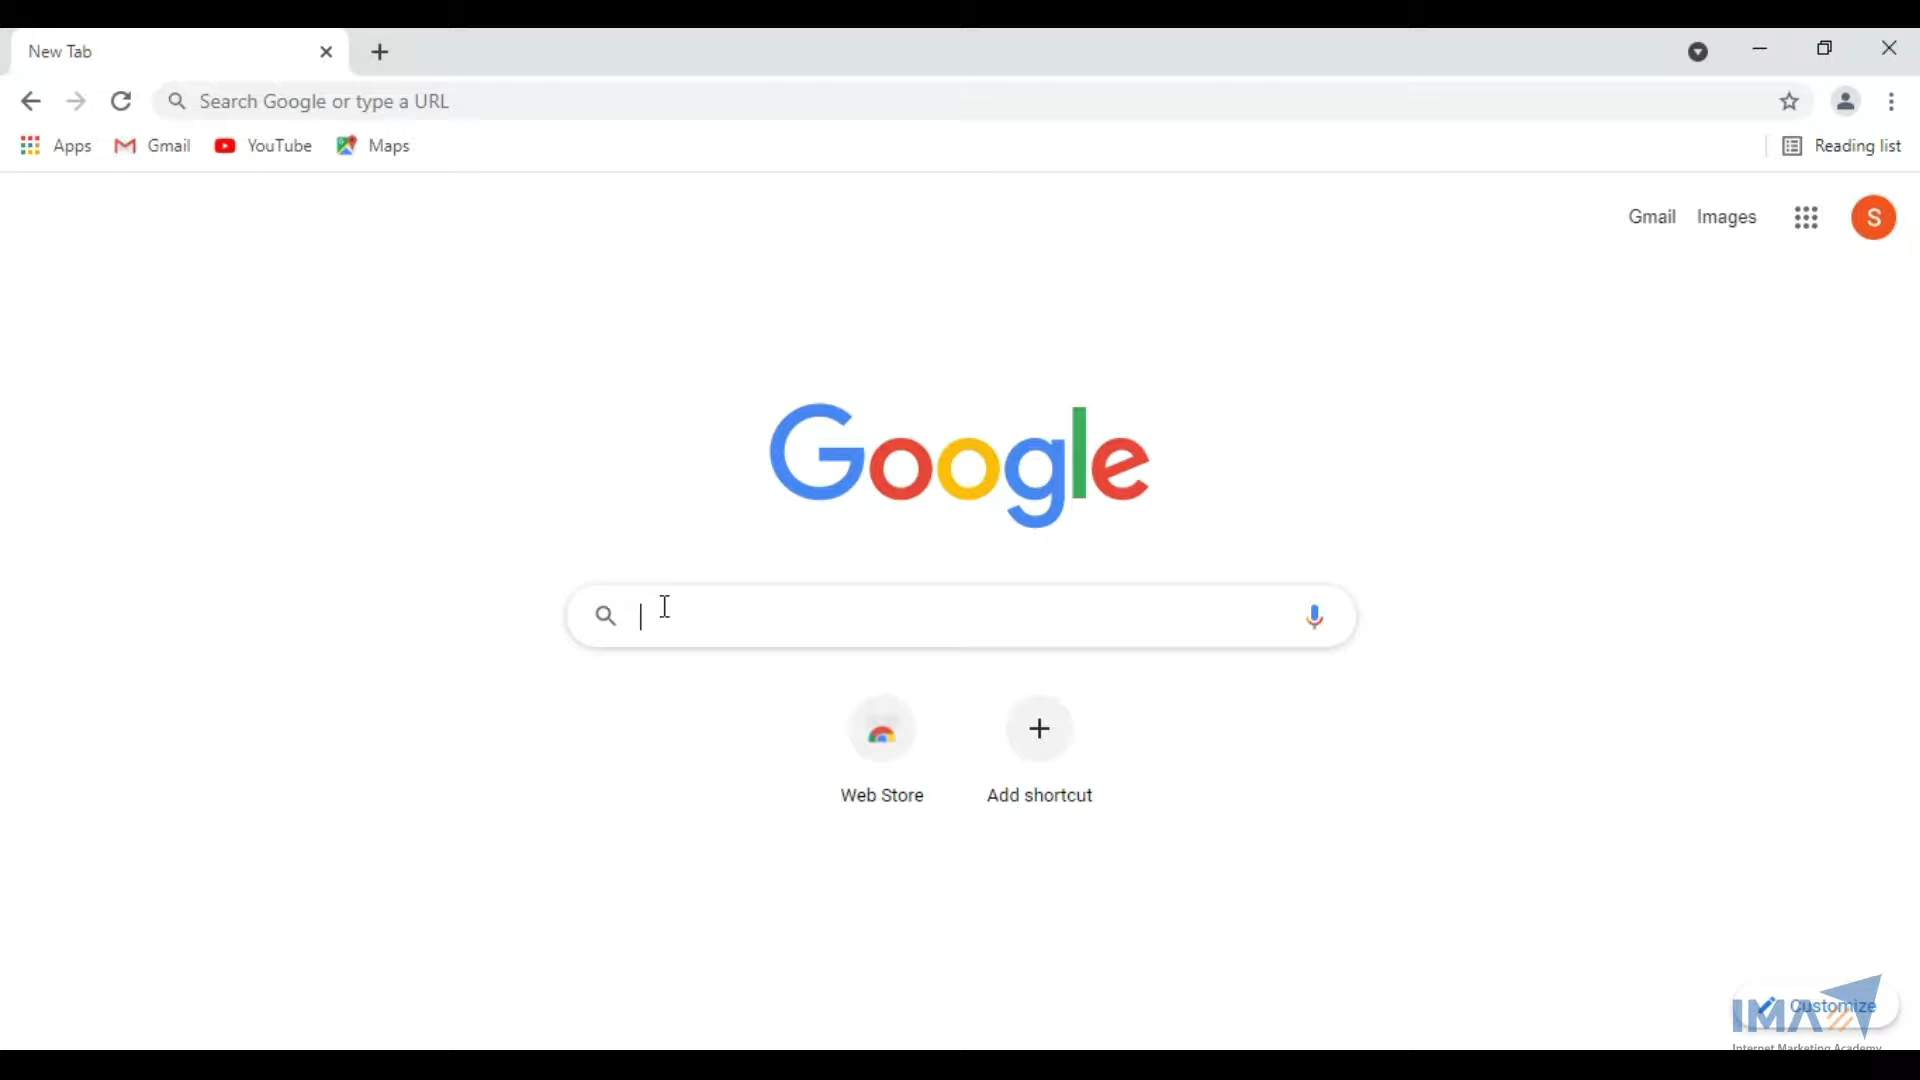 New Tab
Search Google or type a URL
Apps Gmail YouTube Maps Reading list
Gmail Images S
Google
Web Store Add shortcut
Customize
IMA
Internet Marketing Academy